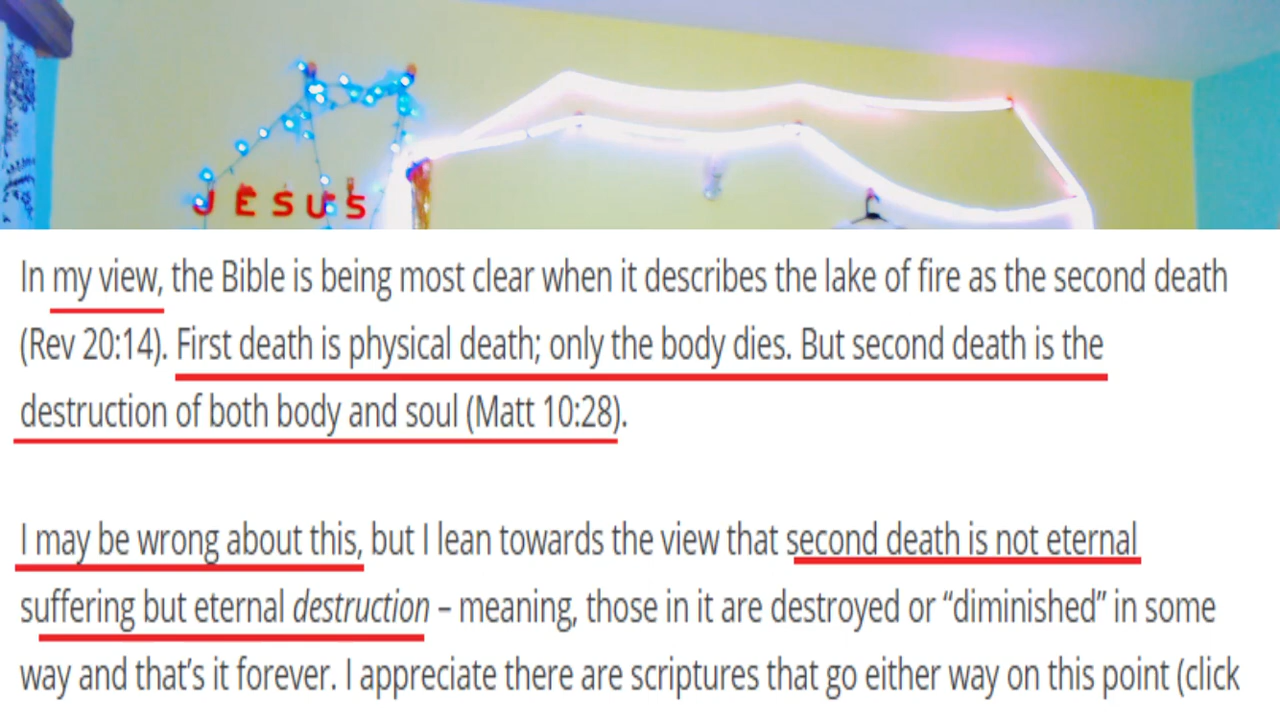 JESUS
In my view, the Bible is being most clear when it describes the lake of fire as the second death
(Rev 20:14). First death is physical death; only the body dies. But second death is the
destruction of both body and soul (Matt 10:28).
I may be wrong about this, but I lean towards the view that second death is not eternal
suffering but eternal destruction – meaning, those in it are destroyed or “diminished” in some
way and that’s it forever. I appreciate there are scriptures that go either way on this point (click